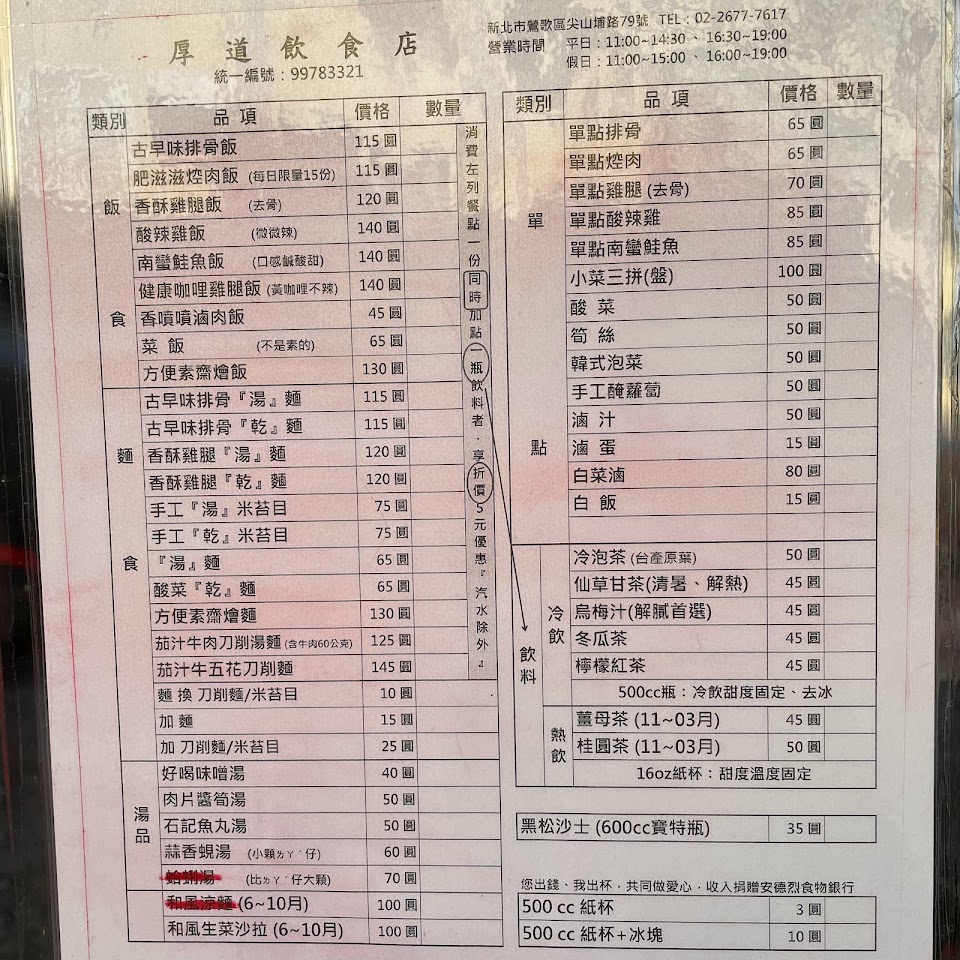 厚道飲食店
統一編號：99783321
新北市鶯歌區尖山埔路79號 TEL：02-2677-7617
營業時間 平日：11:00~14:30、16:30~19:00
假日：11:00~15:00、16:00~19:00
類別 品項 價格 數量
飯食
古早味排骨飯 115圓
肥滋滋焢肉飯 (每日限量15份) 115圓
香酥雞腿飯 (去骨) 120圓
酸辣雞飯 (微微辣) 140圓
南蠻鮭魚飯 (口感鹹酸甜) 140圓
健康咖哩雞腿飯 (黃咖哩不辣) 140圓
香噴噴滷肉飯 45圓
菜飯 (不是素的) 65圓
方便素齋燴飯 130圓
麵食
古早味排骨『湯』麵 115圓
古早味排骨『乾』麵 115圓
香酥雞腿『湯』麵 120圓
香酥雞腿『乾』麵 120圓
手工『湯』米苔目 75圓
手工『乾』米苔目 75圓
『湯』麵 65圓
酸菜『乾』麵 65圓
方便素齋燴麵 130圓
茄汁牛肉刀削湯麵 (含牛肉60公克) 125圓
茄汁牛五花刀削麵 145圓
麵 換 刀削麵/米苔目 10圓
加 麵 15圓
加 刀削麵/米苔目 25圓
湯品
好喝味噌湯 40圓
肉片醬筍湯 50圓
石記魚丸湯 50圓
蒜香蜆湯 (小顆ㄌㄚˊ仔) 60圓
蛤蜊湯 (比ㄌㄚˊ仔大顆) 70圓
和風涼麵 (6~10月) 100圓
和風生菜沙拉 (6~10月) 100圓
消費左列餐點一份同時加點一瓶飲料者，享折價5元優惠『汽水除外』
類別 品項 價格 數量
單點
單點排骨 65圓
單點焢肉 65圓
單點雞腿 (去骨) 70圓
單點酸辣雞 85圓
單點南蠻鮭魚 85圓
小菜三拼(盤) 100圓
酸菜 50圓
筍絲 50圓
韓式泡菜 50圓
手工醃蘿蔔 50圓
滷汁 50圓
滷蛋 15圓
白菜滷 80圓
白飯 15圓
飲料
冷飲
冷泡茶 (台產原葉) 50圓
仙草甘茶(清暑、解熱) 45圓
烏梅汁(解膩首選) 45圓
冬瓜茶 45圓
檸檬紅茶 45圓
500cc瓶：冷飲甜度固定、去冰
熱飲
薑母茶 (11~03月) 45圓
桂圓茶 (11~03月) 50圓
16oz紙杯：甜度溫度固定
黑松沙士 (600cc寶特瓶) 35圓
您出錢、我出杯，共同做愛心，收入捐贈安德烈食物銀行
500 cc 紙杯 3圓
500 cc 紙杯+冰塊 10圓